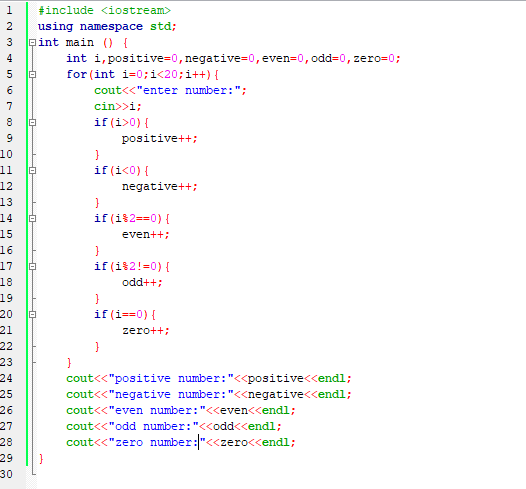 1 #include <iostream>
2 using namespace std;
3 int main () {
4     int i,positive=0,negative=0,even=0,odd=0,zero=0;
5     for(int i=0;i<20;i++){
6         cout<<"enter number:";
7         cin>>i;
8         if(i>0){
9             positive++;
10         }
11         if(i<0){
12             negative++;
13         }
14         if(i%2==0){
15             even++;
16         }
17         if(i%2!=0){
18             odd++;
19         }
20         if(i==0){
21             zero++;
22         }
23     }
24     cout<<"positive number:"<<positive<<endl;
25     cout<<"negative number:"<<negative<<endl;
26     cout<<"even number:"<<even<<endl;
27     cout<<"odd number:"<<odd<<endl;
28     cout<<"zero number:"<<zero<<endl;
29 }
30